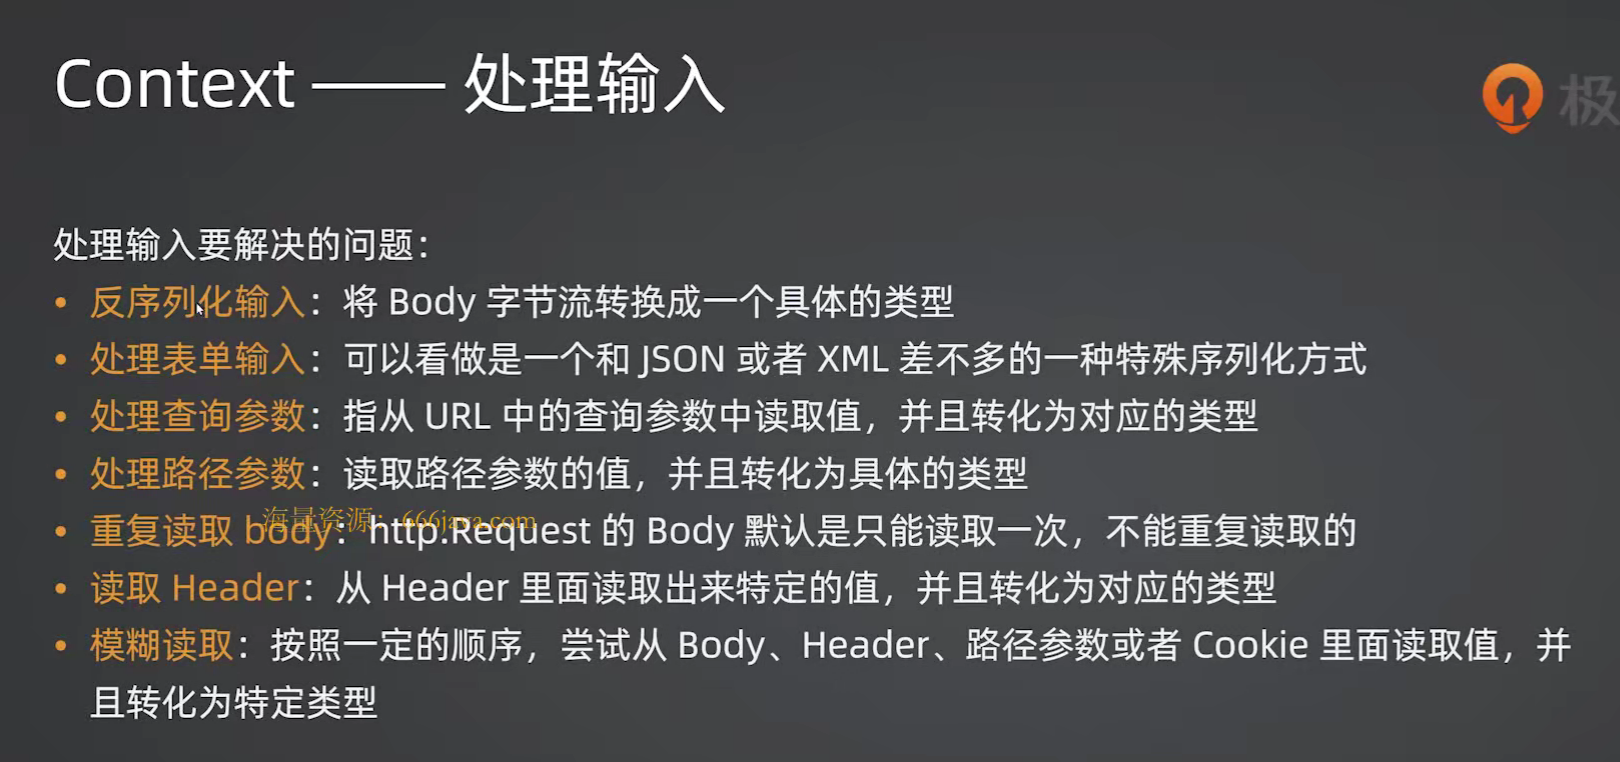 Context —— 处理输入
极
处理输入要解决的问题：
• 反序列化输入：将 Body 字节流转换成一个具体的类型
• 处理表单输入：可以看做是一个和 JSON 或者 XML 差不多的一种特殊序列化方式
• 处理查询参数：指从 URL 中的查询参数中读取值，并且转化为对应的类型
• 处理路径参数：读取路径参数的值，并且转化为具体的类型
海量资源：666java.com
• 重复读取 body：http.Request 的 Body 默认是只能读取一次，不能重复读取的
• 读取 Header：从 Header 里面读取出来特定的值，并且转化为对应的类型
• 模糊读取：按照一定的顺序，尝试从 Body、Header、路径参数或者 Cookie 里面读取值，并
且转化为特定类型